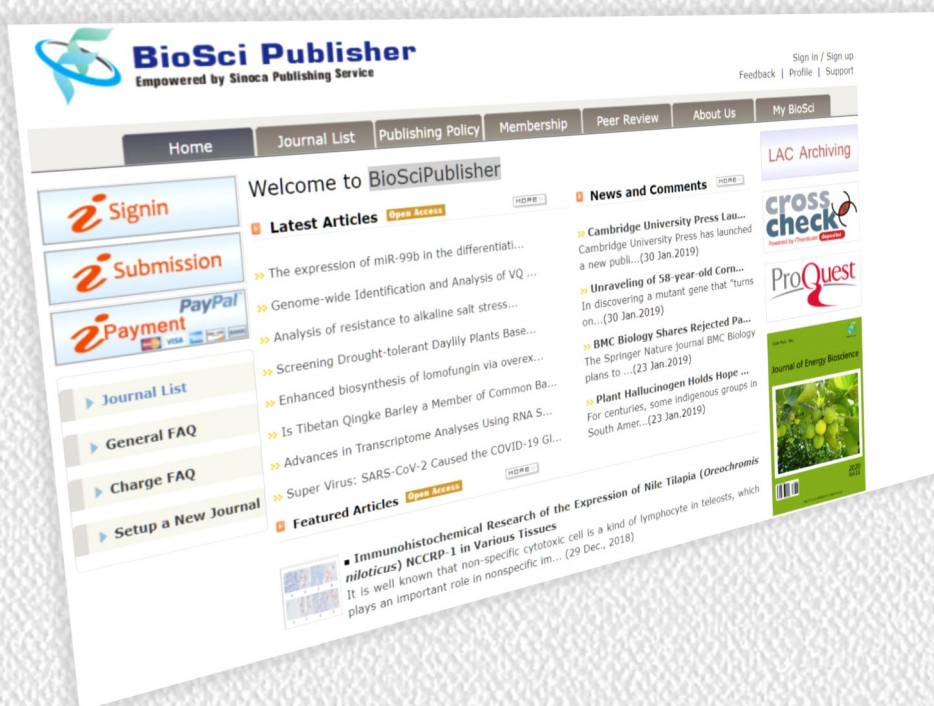 BioSci Publisher
Empowered by Sinoca Publishing Service
Sign in / Sign up
Feedback | Profile | Support
Home
Journal List
Publishing Policy
Membership
Peer Review
About Us
My BioSci
Signin
Submission
PayPal
Payment
VISA
Journal List
General FAQ
Charge FAQ
Setup a New Journal
Welcome to BioSciPublisher
Latest Articles Open Access MORE
The expression of miR-99b in the differentiati...
Genome-wide Identification and Analysis of VQ ...
Analysis of resistance to alkaline salt stress...
Screening Drought-tolerant Daylily Plants Base...
Enhanced biosynthesis of lomofungin via overex...
Is Tibetan Qingke Barley a Member of Common Ba...
Advances in Transcriptome Analyses Using RNA S...
Super Virus: SARS-CoV-2 Caused the COVID-19 Gl...
News and Comments MORE
Cambridge University Press Lau...
Cambridge University Press has launched
a new publi...(30 Jan.2019)
Unraveling of 58-year-old Corn...
In discovering a mutant gene that "turns
on...(30 Jan.2019)
BMC Biology Shares Rejected Pa...
The Springer Nature journal BMC Biology
plans to ...(23 Jan.2019)
Plant Hallucinogen Holds Hope ...
For centuries, some indigenous groups in
South Amer...(23 Jan.2019)
Featured Articles Open Access MORE
Immunohistochemical Research of the Expression of Nile Tilapia (Oreochromis
niloticus) NCCRP-1 in Various Tissues
It is well known that non-specific cytotoxic cell is a kind of lymphocyte in teleosts, which
plays an important role in nonspecific im... (29 Dec., 2018)
LAC Archiving
cross
check
Powered by iThenticate depositor
ProQuest
Journal of Energy Bioscience
2020